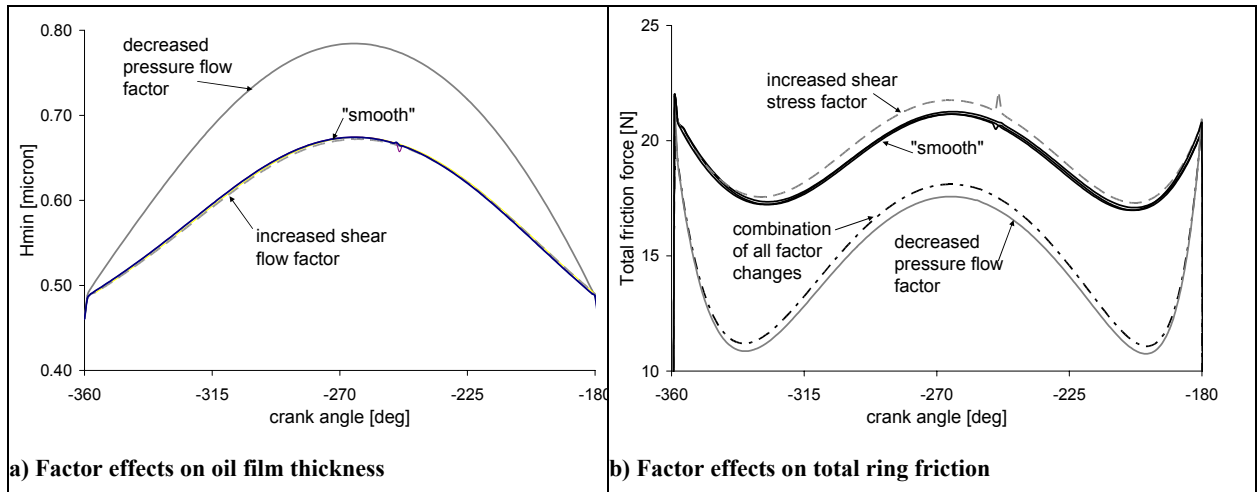 0.80
0.70
0.60
0.50
0.40
Hmin [micron]
decreased
pressure flow
factor
"smooth"
increased shear
flow factor
-360
-315
-270
-225
-180
crank angle [deg]
a) Factor effects on oil film thickness
25
20
15
10
Total friction force [N]
increased shear
stress factor
"smooth"
combination
of all factor
changes
decreased
pressure flow
factor
-360
-315
-270
-225
-180
crank angle [deg]
b) Factor effects on total ring friction